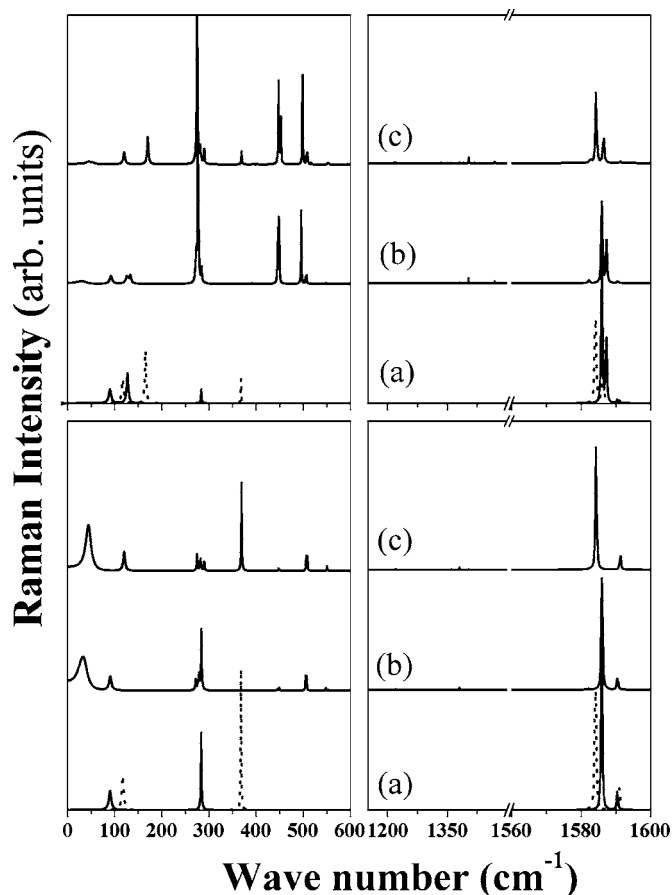 Raman Intensity (arb. units)
(c)
(b)
(a)
(c)
(b)
(a)
0 100 200 300 400 500 600 1200 1350 1500 1560 1580 1600
Wave number (cm⁻¹)